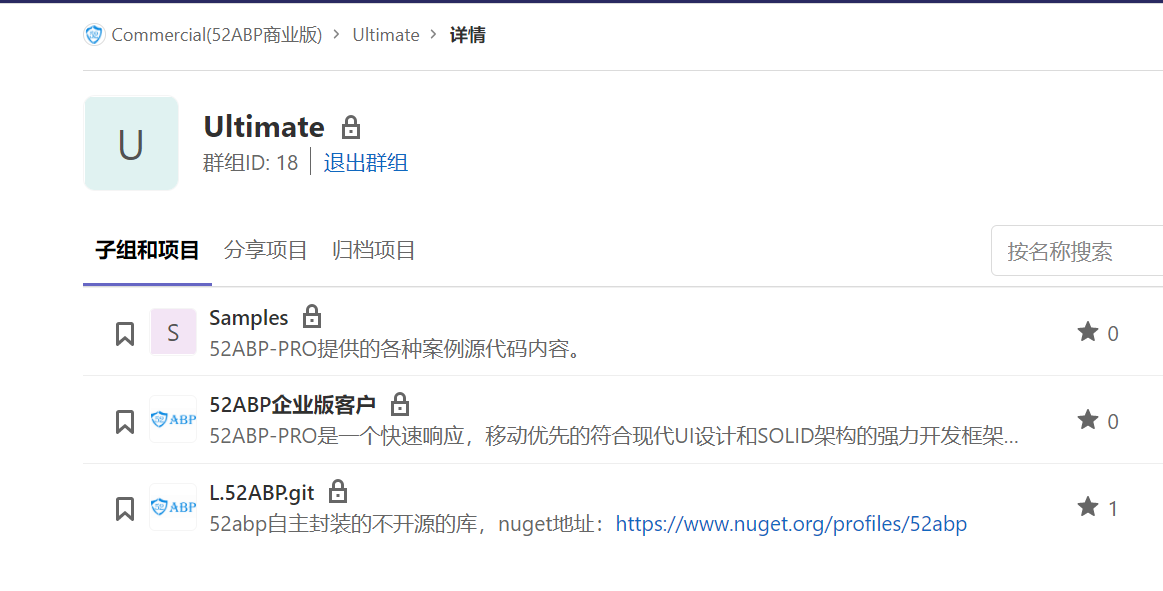 Commercial(52ABP商业版) > Ultimate > 详情
U
Ultimate
群组ID: 18 | 退出群组
子组和项目 分享项目 归档项目 按名称搜索
S
Samples
52ABP-PRO提供的各种案例源代码内容。
0
52 ABP
52ABP企业版客户
52ABP-PRO是一个快速响应，移动优先的符合现代UI设计和SOLID架构的强力开发框架...
0
52 ABP
L.52ABP.git
52abp自主封装的不开源的库，nuget地址：https://www.nuget.org/profiles/52abp
1